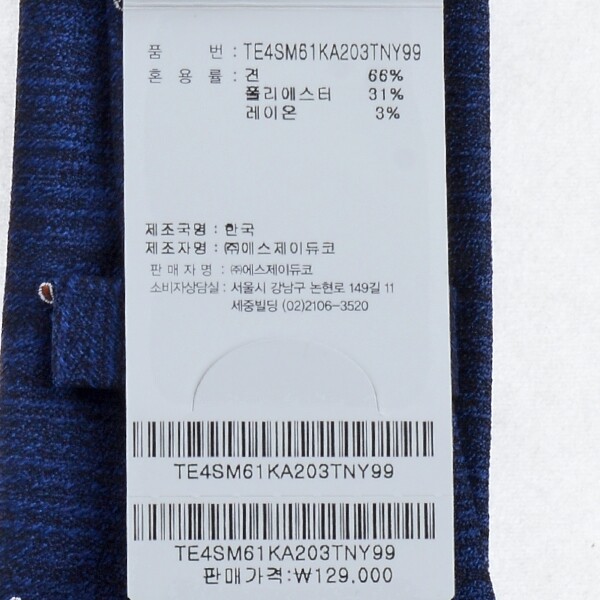 품 번 : TE4SM61KA203TNY99
혼 용 률 : 견 66%
폴리에스터 31%
레이온 3%
제조국명 : 한국
제조자명 : ㈜에스제이듀코
판 매 자 명 : ㈜에스제이듀코
소비자상담실 : 서울시 강남구 논현로 149길 11
세중빌딩 (02)2106-3520
TE4SM61KA203TNY99
TE4SM61KA203TNY99
판매가격:₩129,000